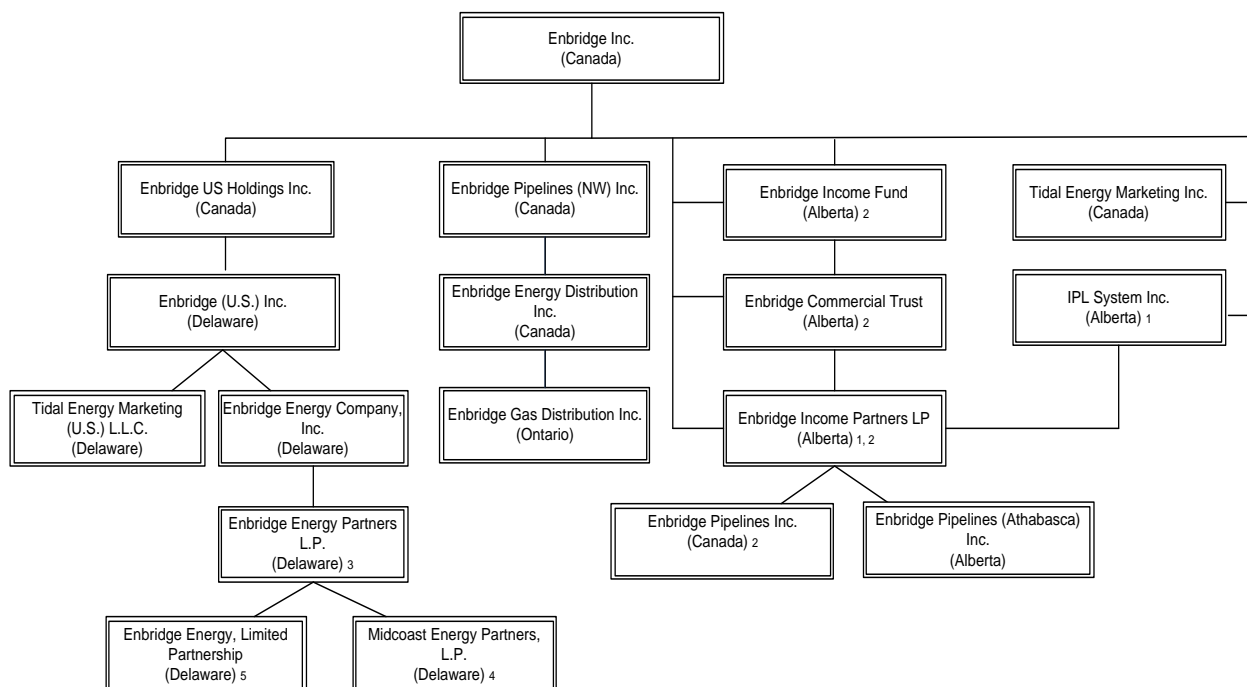 Enbridge Inc.
(Canada)
Enbridge US Holdings Inc.
(Canada)
Enbridge Pipelines (NW) Inc.
(Canada)
Enbridge Income Fund
(Alberta) 2
Tidal Energy Marketing Inc.
(Canada)
Enbridge (U.S.) Inc.
(Delaware)
Enbridge Energy Distribution
Inc.
(Canada)
Enbridge Commercial Trust
(Alberta) 2
IPL System Inc.
(Alberta) 1
Tidal Energy Marketing
(U.S.) L.L.C.
(Delaware)
Enbridge Energy Company,
Inc.
(Delaware)
Enbridge Gas Distribution Inc.
(Ontario)
Enbridge Income Partners LP
(Alberta) 1, 2
Enbridge Energy Partners
L.P.
(Delaware) 3
Enbridge Pipelines Inc.
(Canada) 2
Enbridge Pipelines (Athabasca)
Inc.
(Alberta)
Enbridge Energy, Limited
Partnership
(Delaware) 5
Midcoast Energy Partners,
L.P.
(Delaware) 4